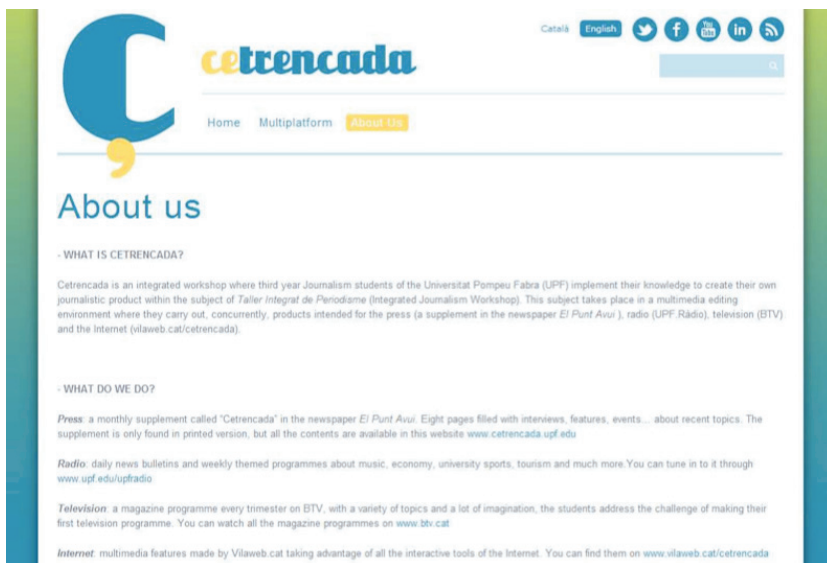 Català English
cetrencada
Home Multiplatform About Us
About us
- WHAT IS CETRENCADA?
Cetrencada is an integrated workshop where third year Journalism students of the Universitat Pompeu Fabra (UPF) implement their knowledge to create their own
journalistic product within the subject of Taller Integrat de Periodisme (Integrated Journalism Workshop). This subject takes place in a multimedia editing
environment where they carry out, concurrently, products intended for the press (a supplement in the newspaper El Punt Avui ), radio (UPF.Ràdio), television (BTV)
and the Internet (vilaweb.cat/cetrencada).
- WHAT DO WE DO?
Press: a monthly supplement called "Cetrencada" in the newspaper El Punt Avui. Eight pages filled with interviews, features, events... about recent topics. The
supplement is only found in printed version, but all the contents are available in this website www.cetrencada.upf.edu
Radio: daily news bulletins and weekly themed programmes about music, economy, university sports, tourism and much more.You can tune in to it through
www.upf.edu/upfradio
Television: a magazine programme every trimester on BTV, with a variety of topics and a lot of imagination, the students address the challenge of making their
first television programme. You can watch all the magazine programmes on www.btv.cat
Internet: multimedia features made by Vilaweb.cat taking advantage of all the interactive tools of the Internet. You can find them on www.vilaweb.cat/cetrencada